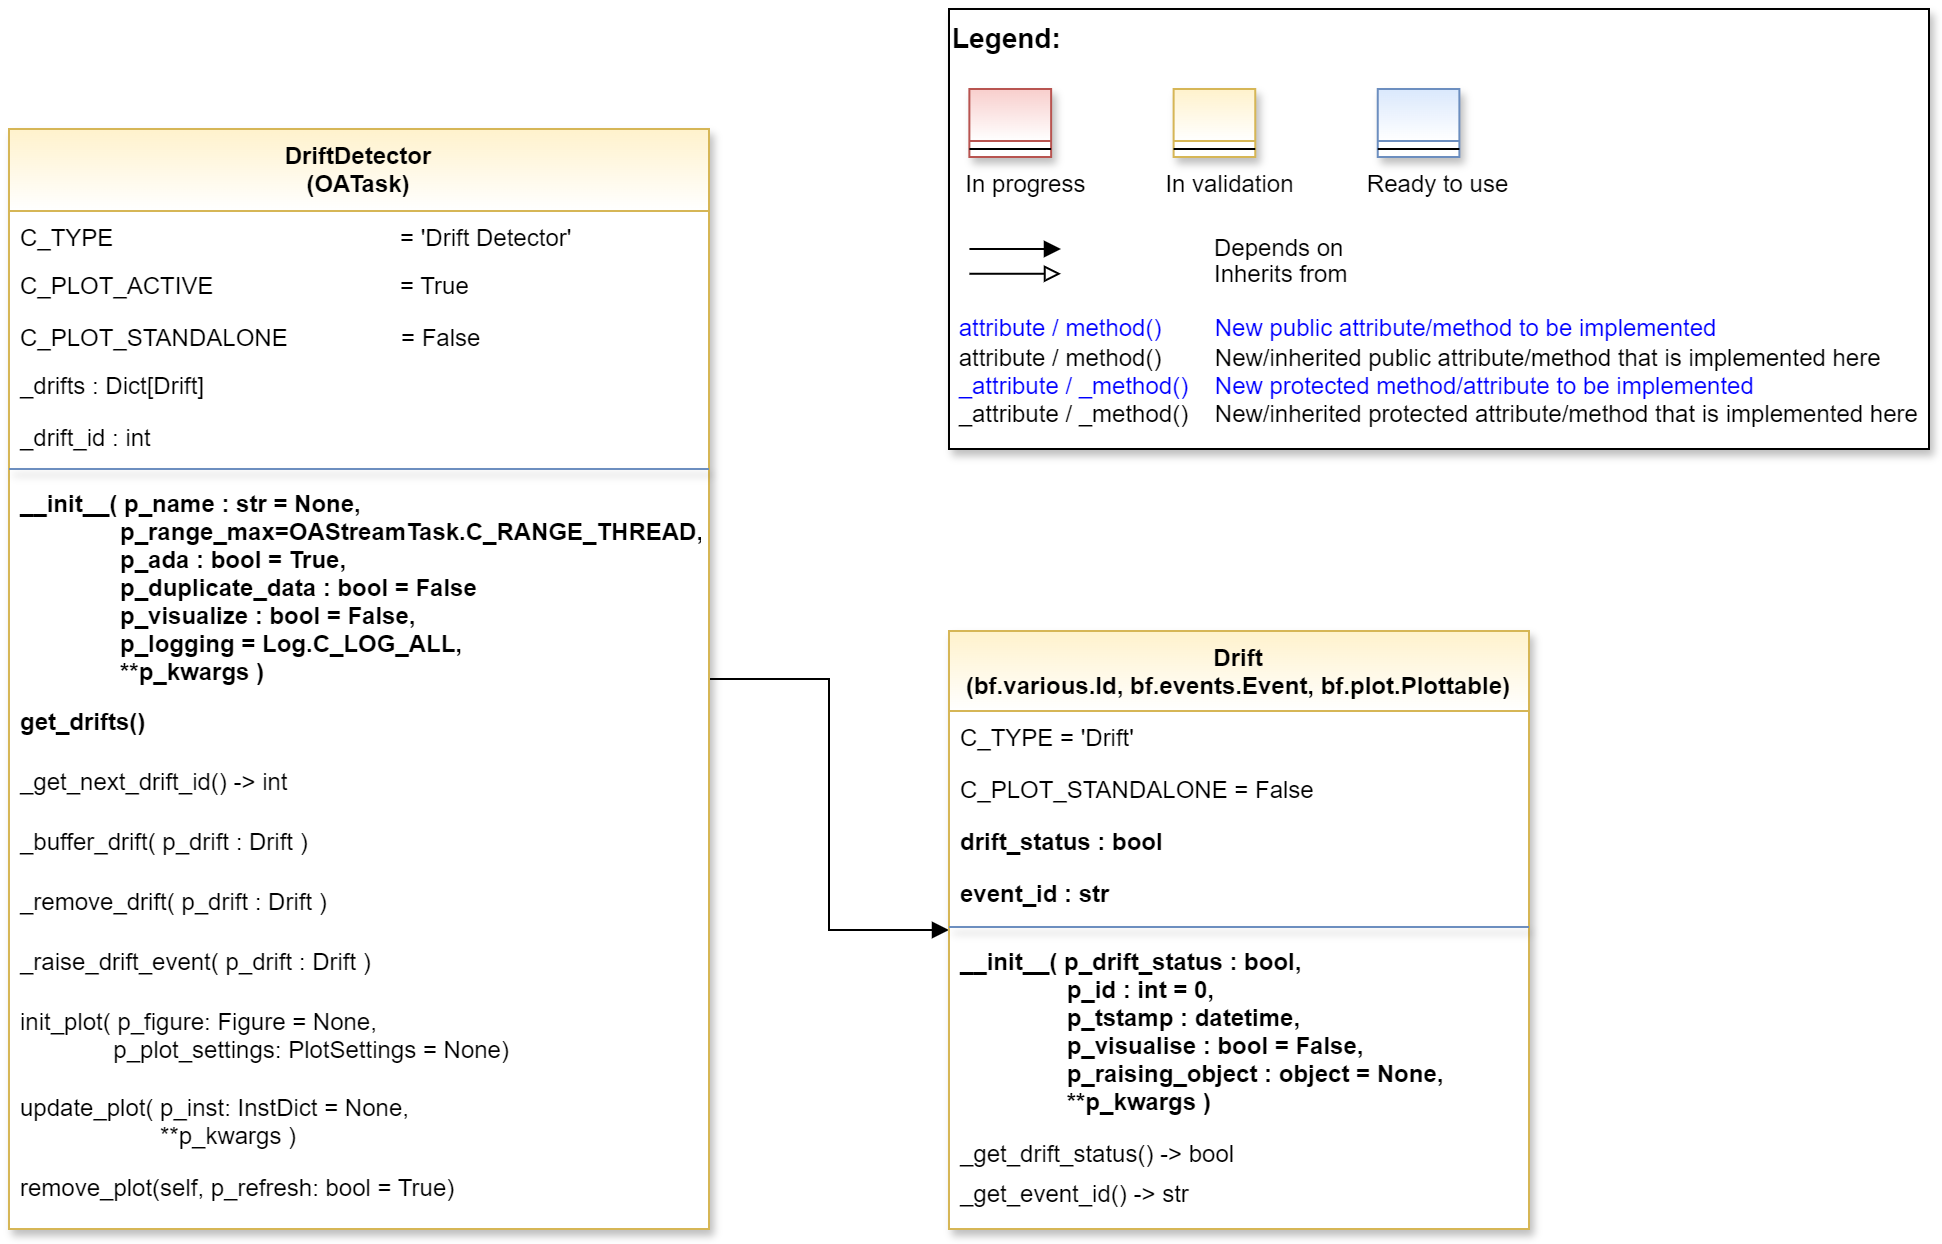 Legend:
In progress
In validation
Ready to use
Depends on
Inherits from
attribute / method() New public attribute/method to be implemented
attribute / method() New/inherited public attribute/method that is implemented here
_attribute / _method() New protected method/attribute to be implemented
_attribute / _method() New/inherited protected attribute/method that is implemented here
DriftDetector
(OATask)
C_TYPE = 'Drift Detector'
C_PLOT_ACTIVE = True
C_PLOT_STANDALONE = False
_drifts : Dict[Drift]
_drift_id : int
__init__( p_name : str = None,
p_range_max=OAStreamTask.C_RANGE_THREAD,
p_ada : bool = True,
p_duplicate_data : bool = False
p_visualize : bool = False,
p_logging = Log.C_LOG_ALL,
**p_kwargs )
get_drifts()
_get_next_drift_id() -> int
_buffer_drift( p_drift : Drift )
_remove_drift( p_drift : Drift )
_raise_drift_event( p_drift : Drift )
init_plot( p_figure: Figure = None,
p_plot_settings: PlotSettings = None)
update_plot( p_inst: InstDict = None,
**p_kwargs )
remove_plot(self, p_refresh: bool = True)
Drift
(bf.various.Id, bf.events.Event, bf.plot.Plottable)
C_TYPE = 'Drift'
C_PLOT_STANDALONE = False
drift_status : bool
event_id : str
__init__( p_drift_status : bool,
p_id : int = 0,
p_tstamp : datetime,
p_visualise : bool = False,
p_raising_object : object = None,
**p_kwargs )
_get_drift_status() -> bool
_get_event_id() -> str